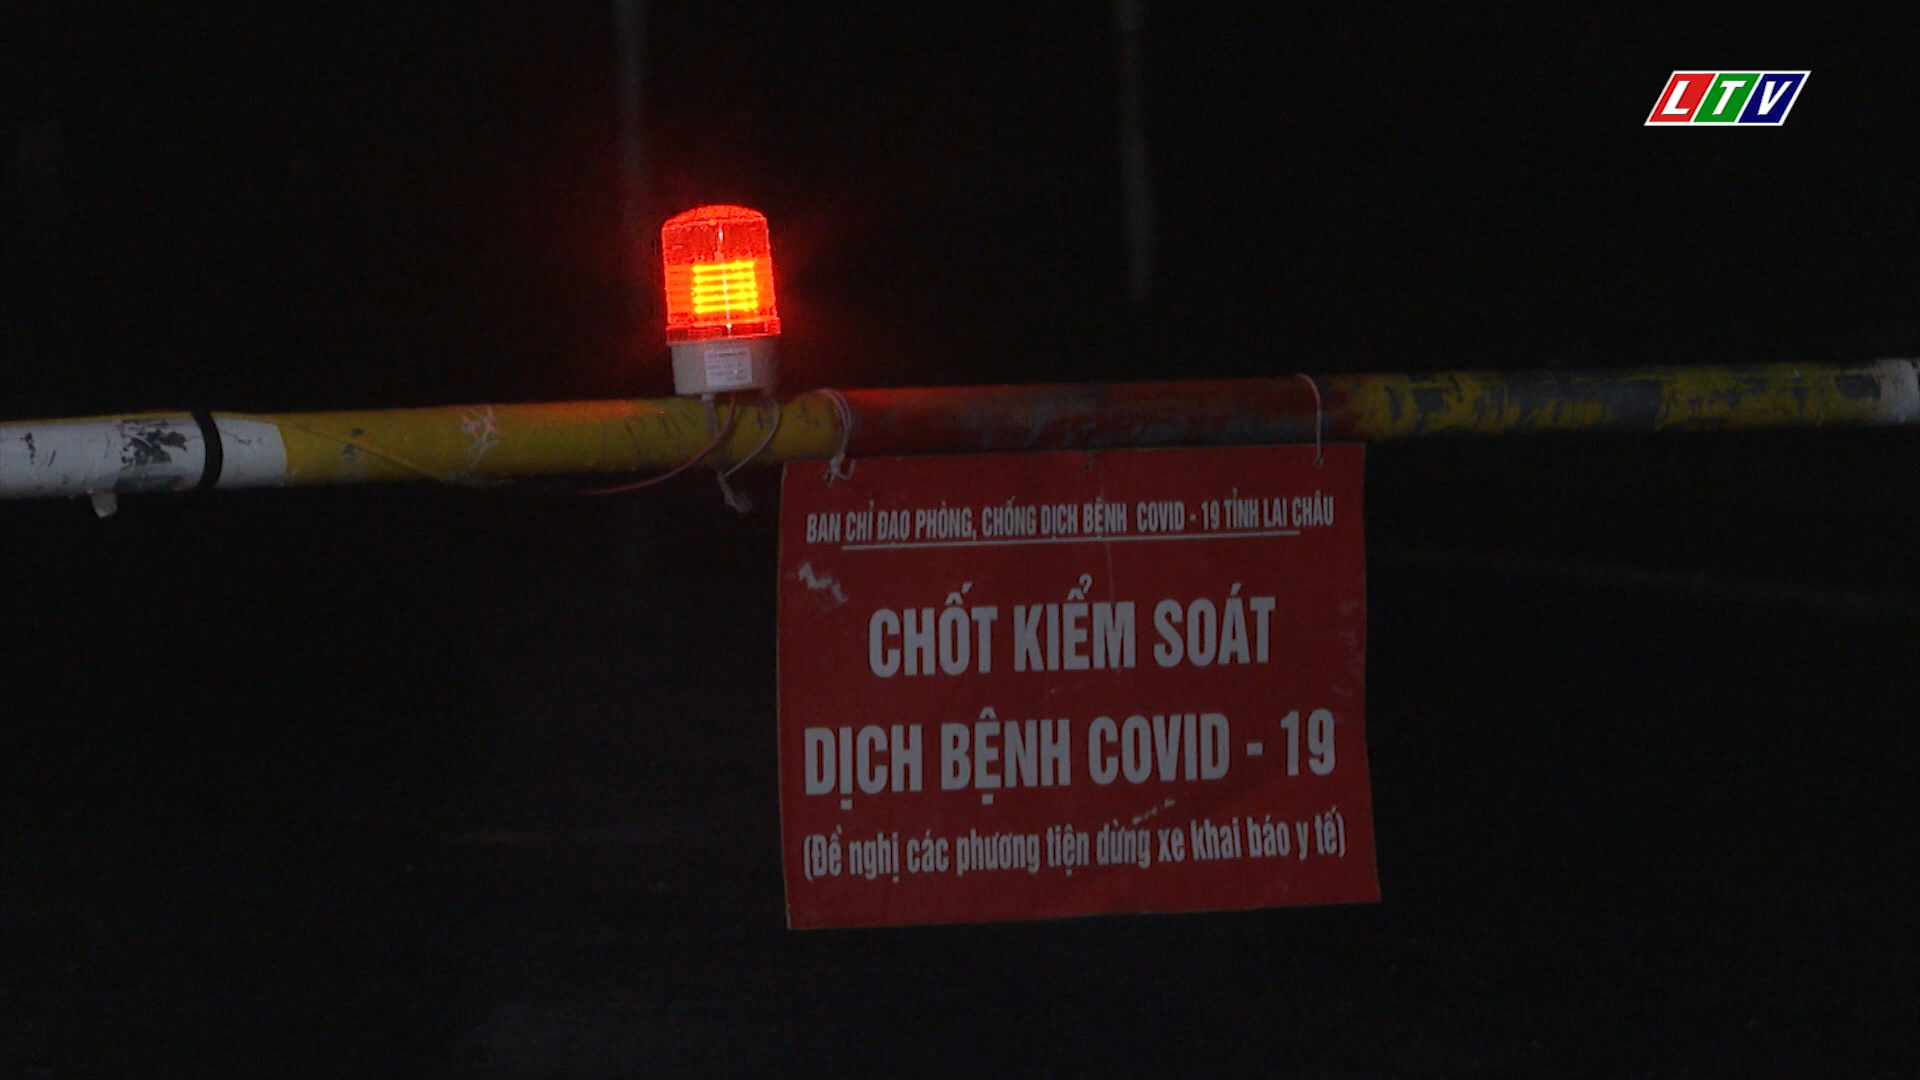 LTV
BAN CHỈ ĐẠO PHÒNG, CHỐNG DỊCH BỆNH COVID - 19 TỈNH LAI CHÂU
CHỐT KIỂM SOÁT
DỊCH BỆNH COVID - 19
(Đề nghị các phương tiện dừng xe khai báo y tế)